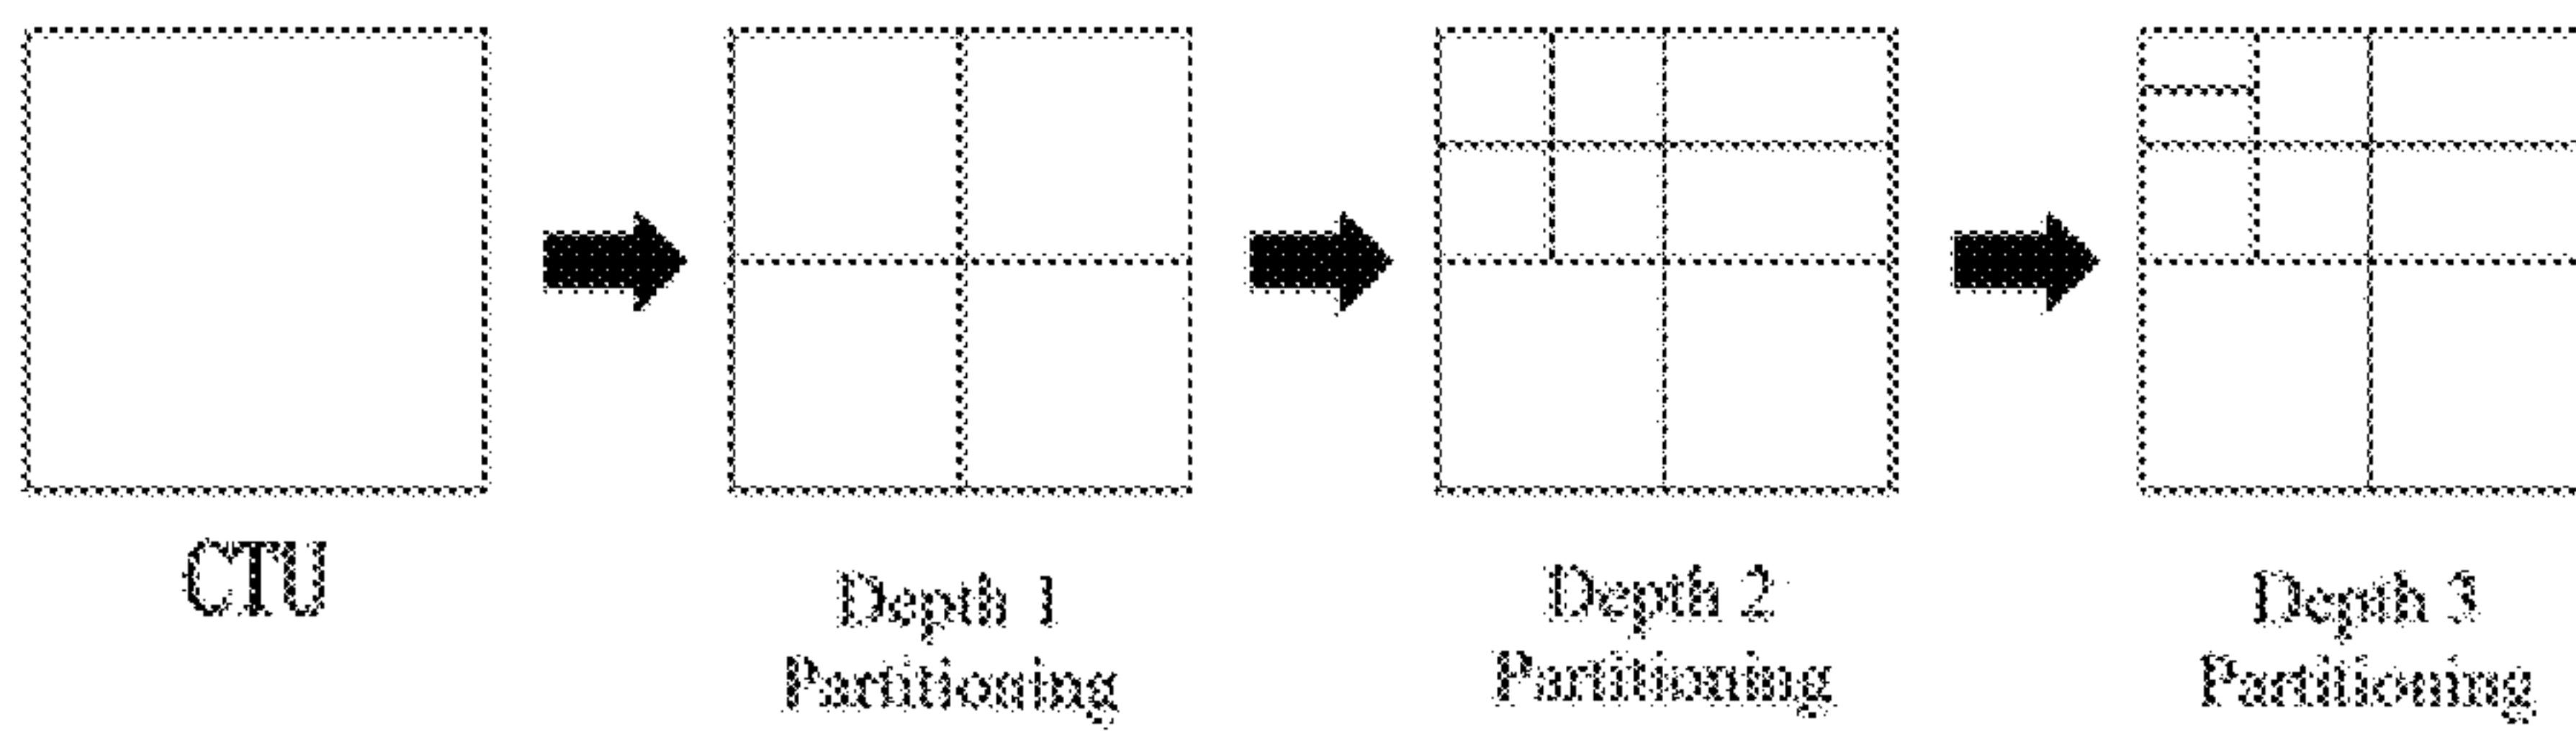 CTU
Depth 1
Partitioning
Depth 2
Partitioning
Depth 3
Partitioning